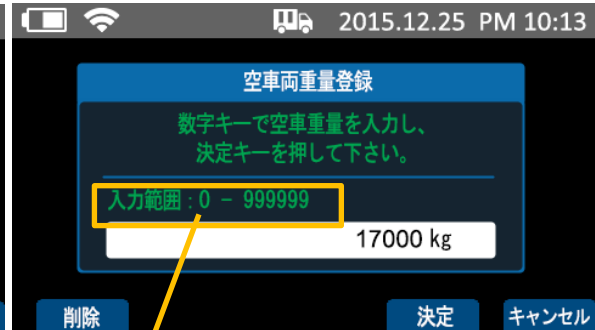 2015.12.25 PM 10:13
空車両重量登録
数字キーで空車重量を入力し、
決定キーを押して下さい。
入力範囲 : 0 - 999999
17000 kg
削除 決定 キャンセル